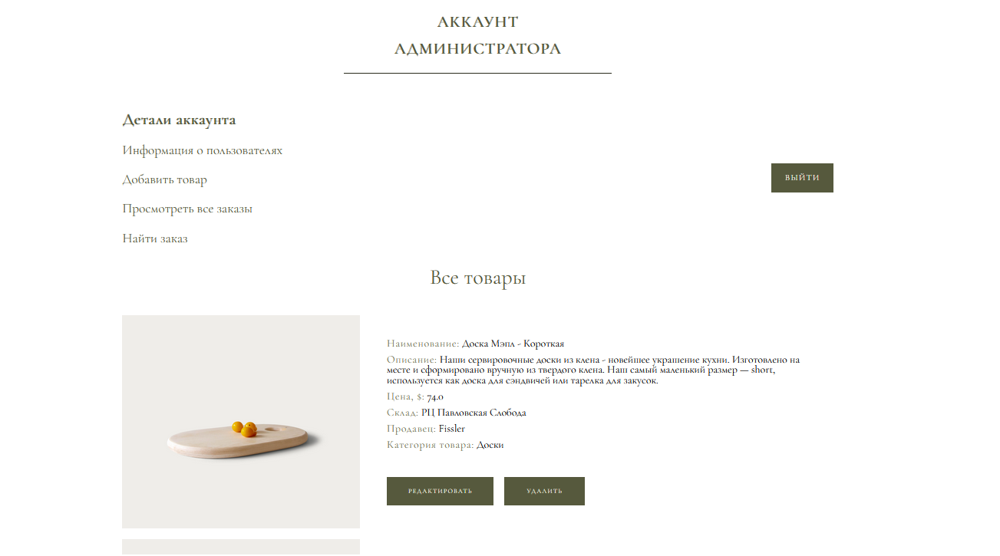 АККАУНТ
АДМИНИСТРАТОРА
Детали аккаунта
Информация о пользователях
Добавить товар
ВЫЙТИ
Просмотреть все заказы
Найти заказ
Все товары
Наименование: Доска Мэпл - Короткая
Описание: Наши сервировочные доски из клена - новейшее украшение кухни. Изготовлено на
месте и сформировано вручную из твердого клена. Наш самый маленький размер — short,
используется как доска для сэндвичей или тарелка для закусок.
Цена, $: 74.0
Склад: РЦ Павловская Слобода
Продавец: Fissler
Категория товара: Доски
РЕДАКТИРОВАТЬ УДАЛИТЬ